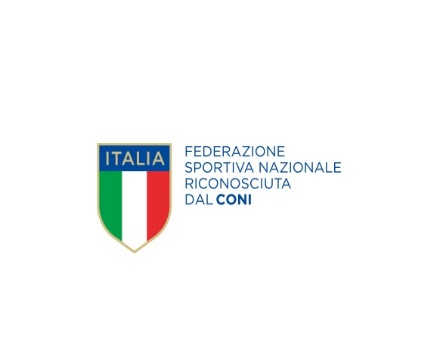 ITALIA
FEDERAZIONE
SPORTIVA NAZIONALE
RICONOSCIUTA
DAL CONI